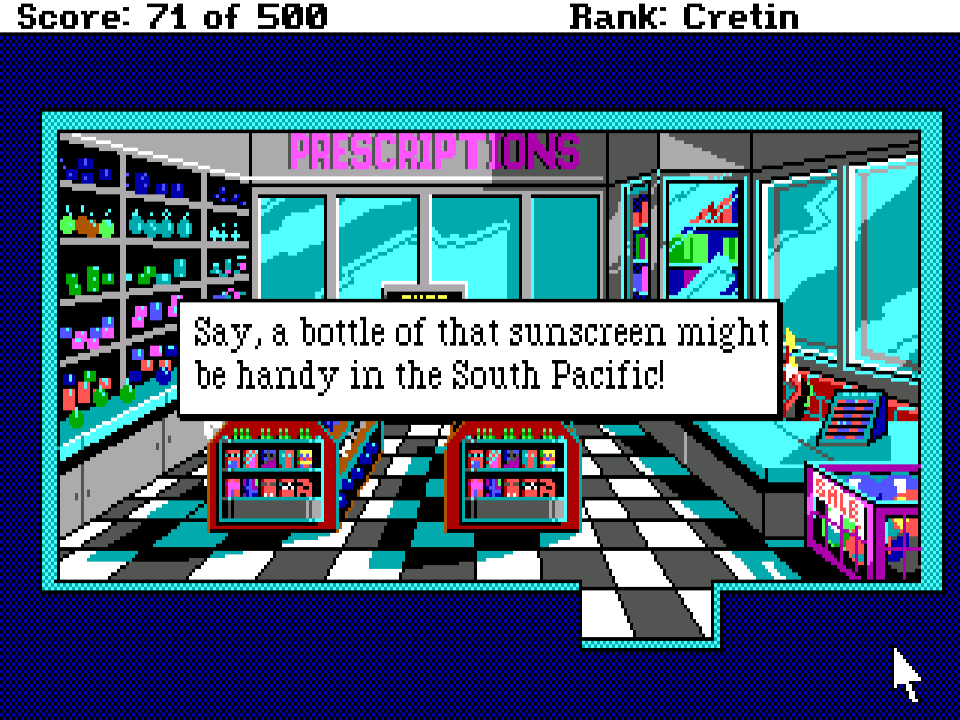 Score: 71 of 500 Rank: Cretin
PRESCRIPTIONS
Say, a bottle of that sunscreen might
be handy in the South Pacific!
SALE